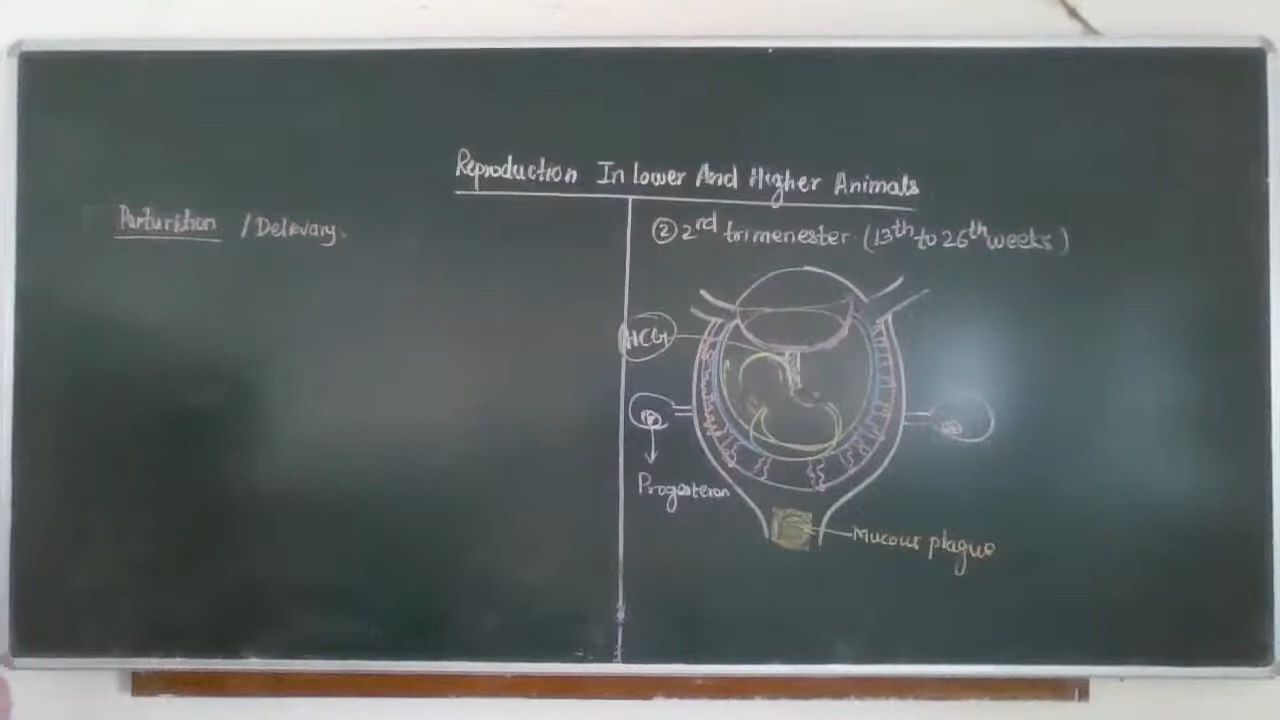 Reproduction In Lower And Higher Animals
Parturition / Delevary.
② 2nd trimenester (13th to 26th weeks)
HCG
Progesteron
Mucous plague